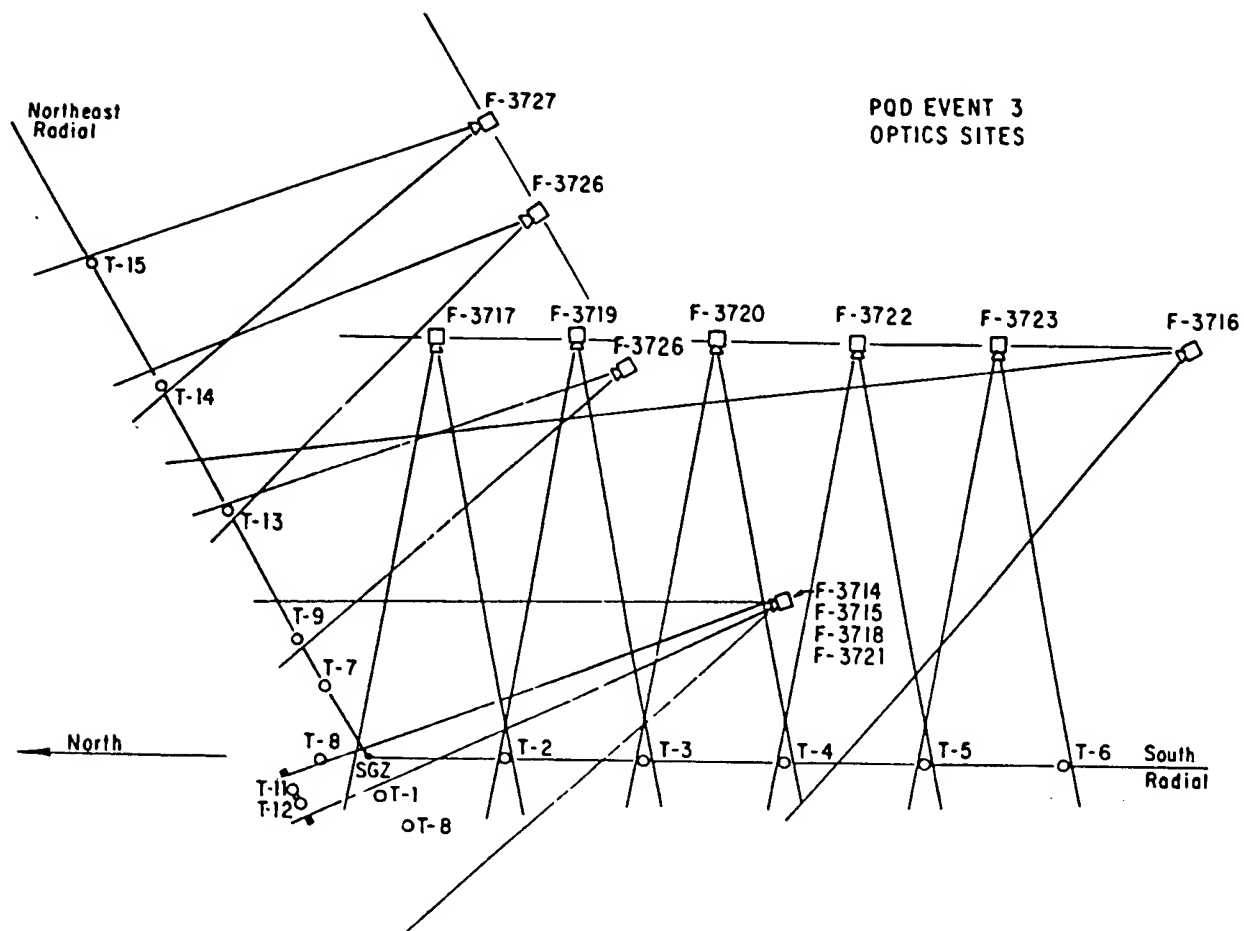 PQD EVENT 3
OPTICS SITES
Northeast
Radial
F-3727
F-3726
T-15
F-3717
F-3719
F-3720
F-3722
F-3723
F-3716
F-3726
T-14
T-13
F-3714
F-3715
F-3718
F-3721
T-9
T-7
North
T-8
SGZ
T-2
T-3
T-4
T-5
T-6
South
Radial
T-11
T-12
T-1
T-8